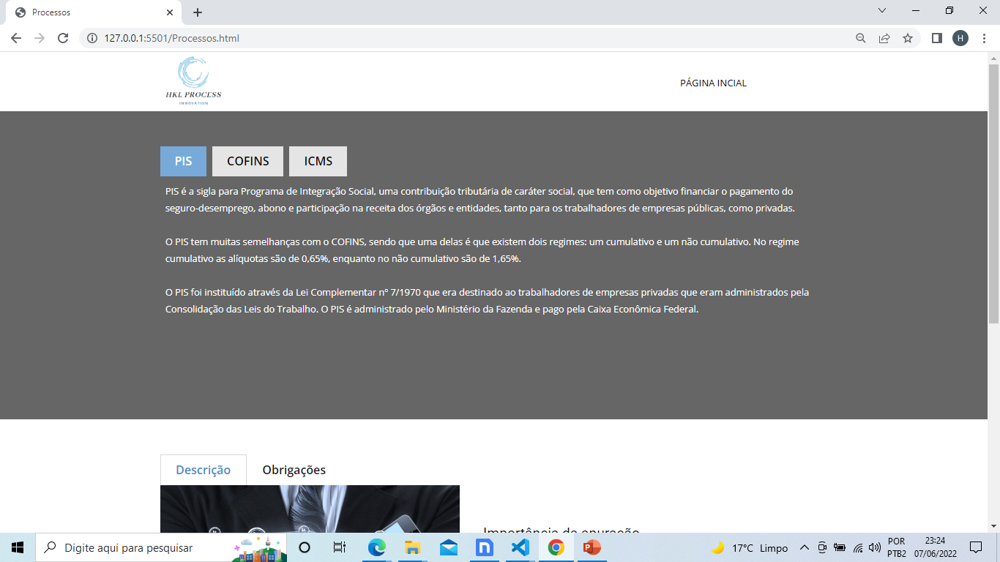 Processos
127.0.0.1:5501/Processos.html
H
HKL PROCESS
INNOVATION
PÁGINA INCIAL
PIS COFINS ICMS
PIS é a sigla para Programa de Integração Social, uma contribuição tributária de caráter social, que tem como objetivo financiar o pagamento do
seguro-desemprego, abono e participação na receita dos órgãos e entidades, tanto para os trabalhadores de empresas públicas, como privadas.
O PIS tem muitas semelhanças com o COFINS, sendo que uma delas é que existem dois regimes: um cumulativo e um não cumulativo. No regime
cumulativo as alíquotas são de 0,65%, enquanto no não cumulativo são de 1,65%.
O PIS foi instituído através da Lei Complementar nº 7/1970 que era destinado ao trabalhadores de empresas privadas que eram administrados pela
Consolidação das Leis do Trabalho. O PIS é administrado pelo Ministério da Fazenda e pago pela Caixa Econômica Federal.
Descrição Obrigações
Importância da apuração
Digite aqui para pesquisar
17°C Limpo
POR
PTB2
23:24
07/06/2022